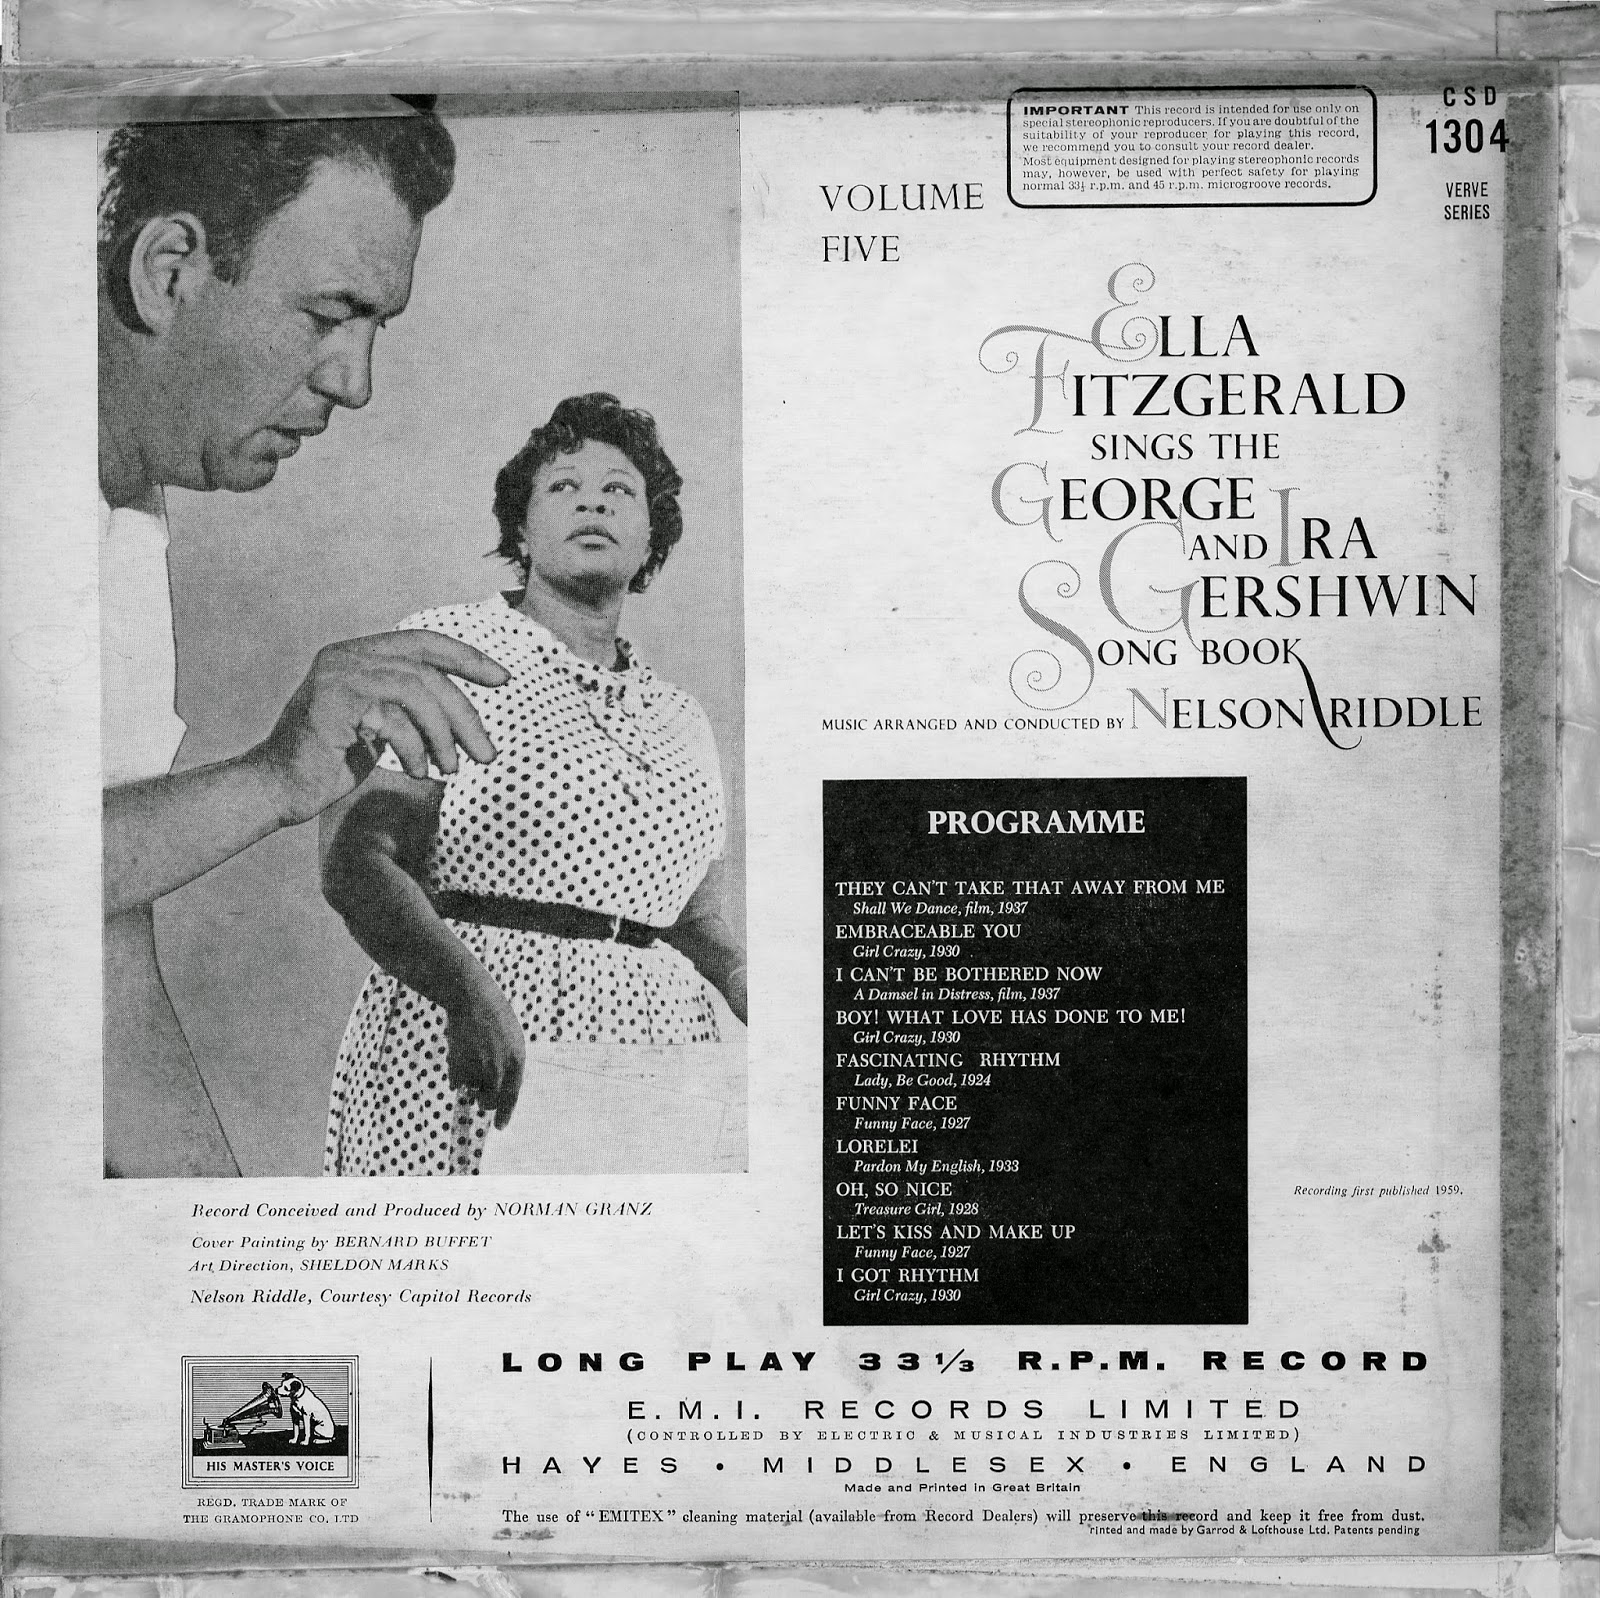 IMPORTANT This record is intended for use only on
special stereophonic reproducers. If you are doubtful of the
suitability of your reproducer for playing this record,
we recommend you to consult your record dealer.
Most equipment designed for playing stereophonic records
may, however, be used with perfect safety for playing
normal 33⅓ r.p.m. and 45 r.p.m. microgroove records.
CSD
1304
VERVE
SERIES
VOLUME
FIVE
ELLA
FITZGERALD
SINGS THE
GEORGE
AND IRA
GERSHWIN
SONG BOOK
MUSIC ARRANGED AND CONDUCTED BY NELSON RIDDLE
PROGRAMME
THEY CAN'T TAKE THAT AWAY FROM ME
Shall We Dance, film, 1937
EMBRACEABLE YOU
Girl Crazy, 1930
I CAN'T BE BOTHERED NOW
A Damsel in Distress, film, 1937
BOY! WHAT LOVE HAS DONE TO ME!
Girl Crazy, 1930
FASCINATING RHYTHM
Lady, Be Good, 1924
FUNNY FACE
Funny Face, 1927
LORELEI
Pardon My English, 1933
OH, SO NICE
Treasure Girl, 1928
LET'S KISS AND MAKE UP
Funny Face, 1927
I GOT RHYTHM
Girl Crazy, 1930
Recording first published 1959.
Record Conceived and Produced by NORMAN GRANZ
Cover Painting by BERNARD BUFFET
Art Direction, SHELDON MARKS
Nelson Riddle, Courtesy Capitol Records
HIS MASTER'S VOICE
REGD. TRADE MARK OF
THE GRAMOPHONE CO. LTD
LONG PLAY 33 1/3 R.P.M. RECORD
E.M.I. RECORDS LIMITED
(CONTROLLED BY ELECTRIC & MUSICAL INDUSTRIES LIMITED)
HAYES • MIDDLESEX • ENGLAND
Made and Printed in Great Britain
The use of "EMITEX" cleaning material (available from Record Dealers) will preserve this record and keep it free from dust.
rinted and made by Garrod & Lofthouse Ltd. Patents pending